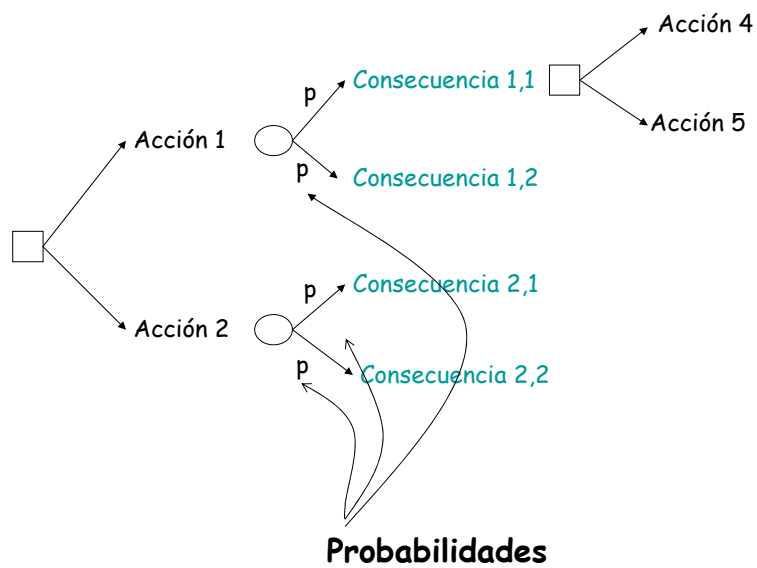 Acción 4
p
Consecuencia 1,1
Acción 5
Acción 1
p
Consecuencia 1,2
p
Consecuencia 2,1
Acción 2
p
Consecuencia 2,2
Probabilidades